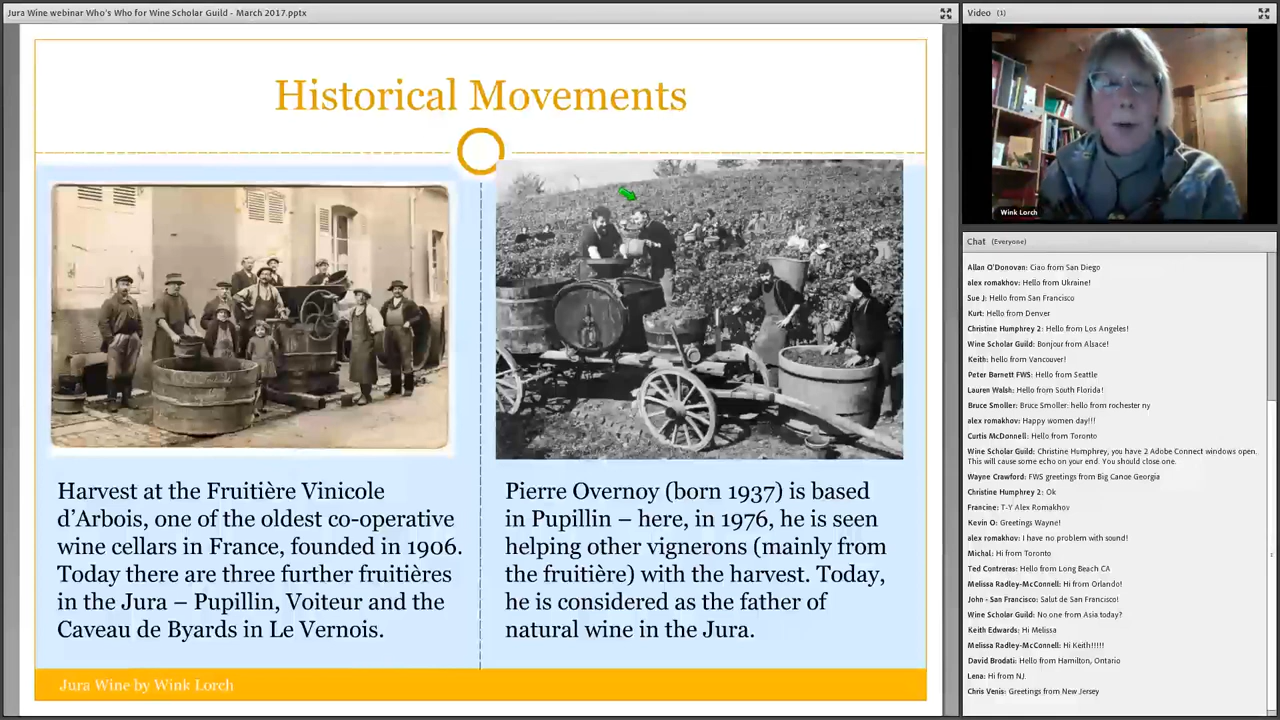 Jura Wine webinar Who's Who for Wine Scholar Guild - March 2017.pptx
Historical Movements
Harvest at the Fruitière Vinicole
d’Arbois, one of the oldest co-operative
wine cellars in France, founded in 1906.
Today there are three further fruitières
in the Jura – Pupillin, Voiteur and the
Caveau de Byards in Le Vernois.
Pierre Overnoy (born 1937) is based
in Pupillin – here, in 1976, he is seen
helping other vignerons (mainly from
the fruitière) with the harvest. Today,
he is considered as the father of
natural wine in the Jura.
Jura Wine by Wink Lorch
Video (1)
Wink Lorch
Chat (Everyone)
Allan O'Donovan: Ciao from San Diego
alex romakhov: Hello from Ukraine!
Sue J: Hello from San Francisco
Kurt: Hello from Denver
Christine Humphrey 2: Hello from Los Angeles!
Wine Scholar Guild: Bonjour from Alsace!
Keith: hello from Vancouver!
Peter Barnett FWS: Hello from Seattle
Lauren Walsh: Hello from South Florida!
Bruce Smoller: Bruce Smoller: hello from rochester ny
alex romakhov: Happy women day!!!
Curtis McDonnell: Hello from Toronto
Wine Scholar Guild: Christine Humphrey, you have 2 Adobe Connect windows open.
This will cause some echo on your end. You should close one.
Wayne Crawford: FWS greetings from Big Canoe Georgia
Christine Humphrey 2: Ok
Francine: T-Y Alex Romakhov
Kevin O: Greetings Wayne!
alex romakhov: I have no problem with sound!
Michal: Hi from Toronto
Ted Contreras: Hello from Long Beach CA
Melissa Radley-McConnell: Hi from Orlando!
John - San Francisco: Salut de San Francisco!
Wine Scholar Guild: No one from Asia today?
Keith Edwards: Hi Melissa
Melissa Radley-McConnell: Hi Keith!!!!!
David Brodati: Hello from Hamilton, Ontario
Lena: Hi from NJ
Chris Venis: Greetings from New Jersey